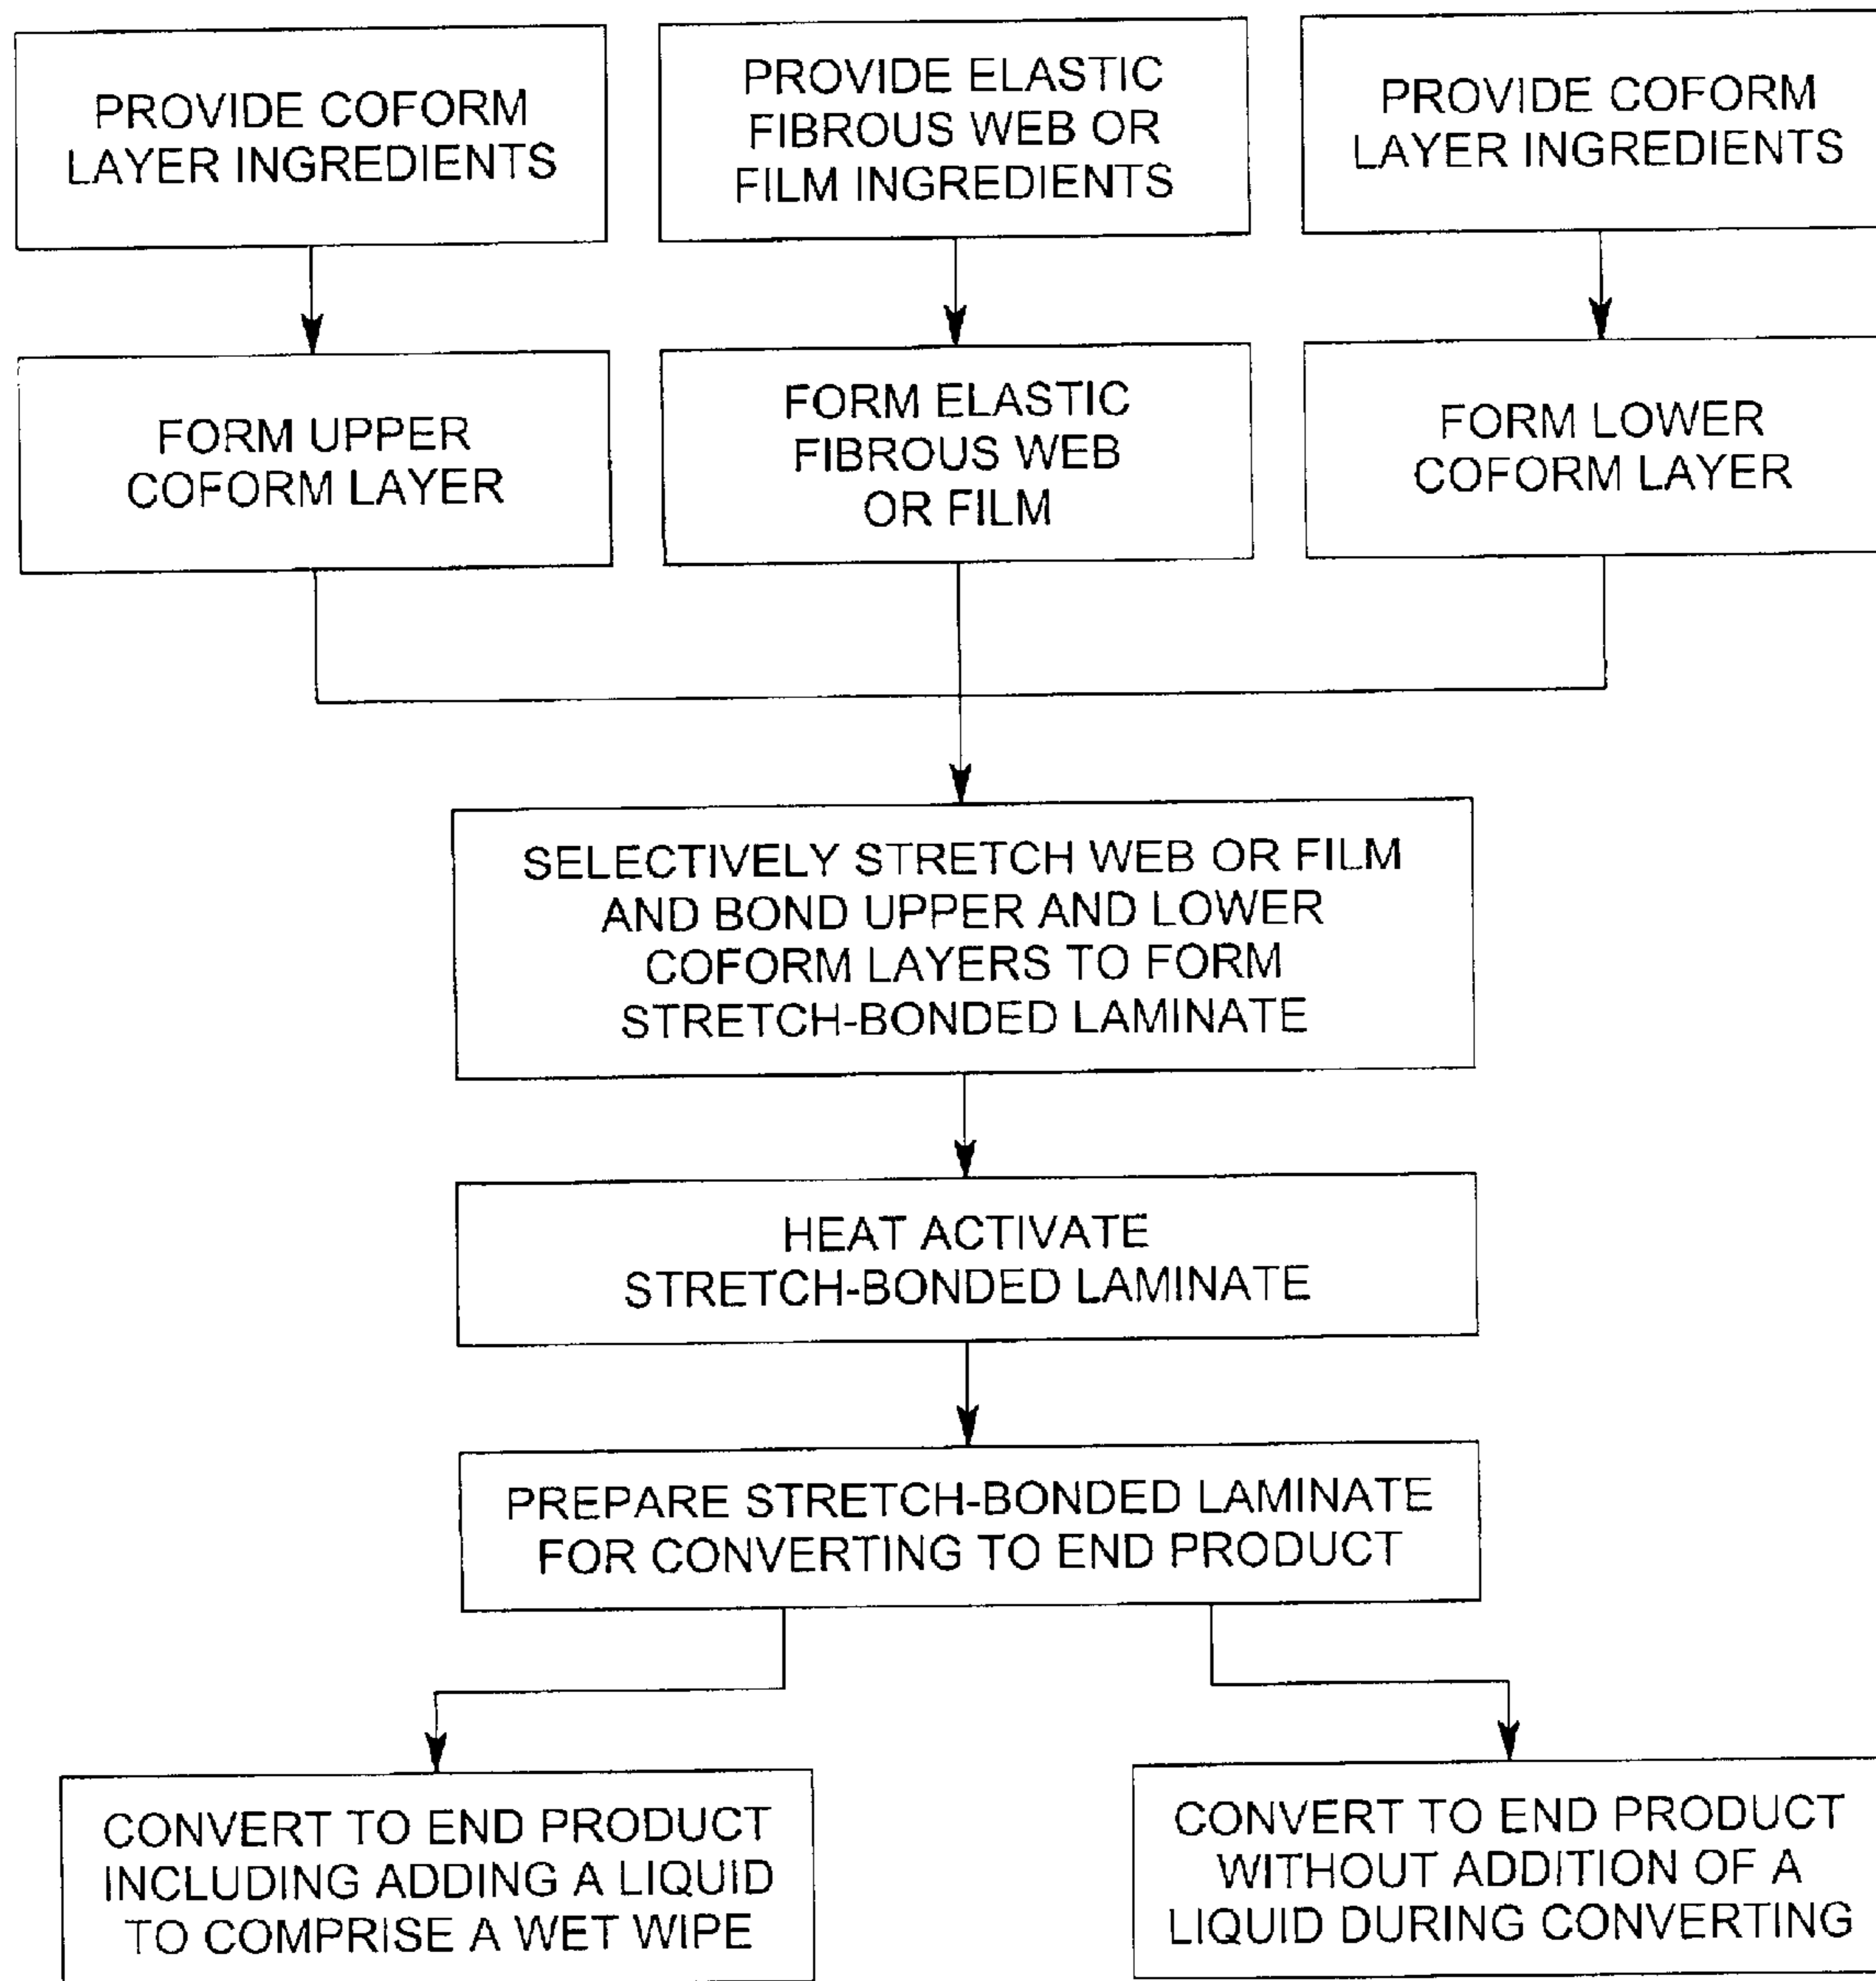 PROVIDE COFORM
LAYER INGREDIENTS
PROVIDE ELASTIC
FIBROUS WEB OR
FILM INGREDIENTS
PROVIDE COFORM
LAYER INGREDIENTS
FORM UPPER
COFORM LAYER
FORM ELASTIC
FIBROUS WEB
OR FILM
FORM LOWER
COFORM LAYER
SELECTIVELY STRETCH WEB OR FILM
AND BOND UPPER AND LOWER
COFORM LAYERS TO FORM
STRETCH-BONDED LAMINATE
HEAT ACTIVATE
STRETCH-BONDED LAMINATE
PREPARE STRETCH-BONDED LAMINATE
FOR CONVERTING TO END PRODUCT
CONVERT TO END PRODUCT
INCLUDING ADDING A LIQUID
TO COMPRISE A WET WIPE
CONVERT TO END PRODUCT
WITHOUT ADDITION OF A
LIQUID DURING CONVERTING